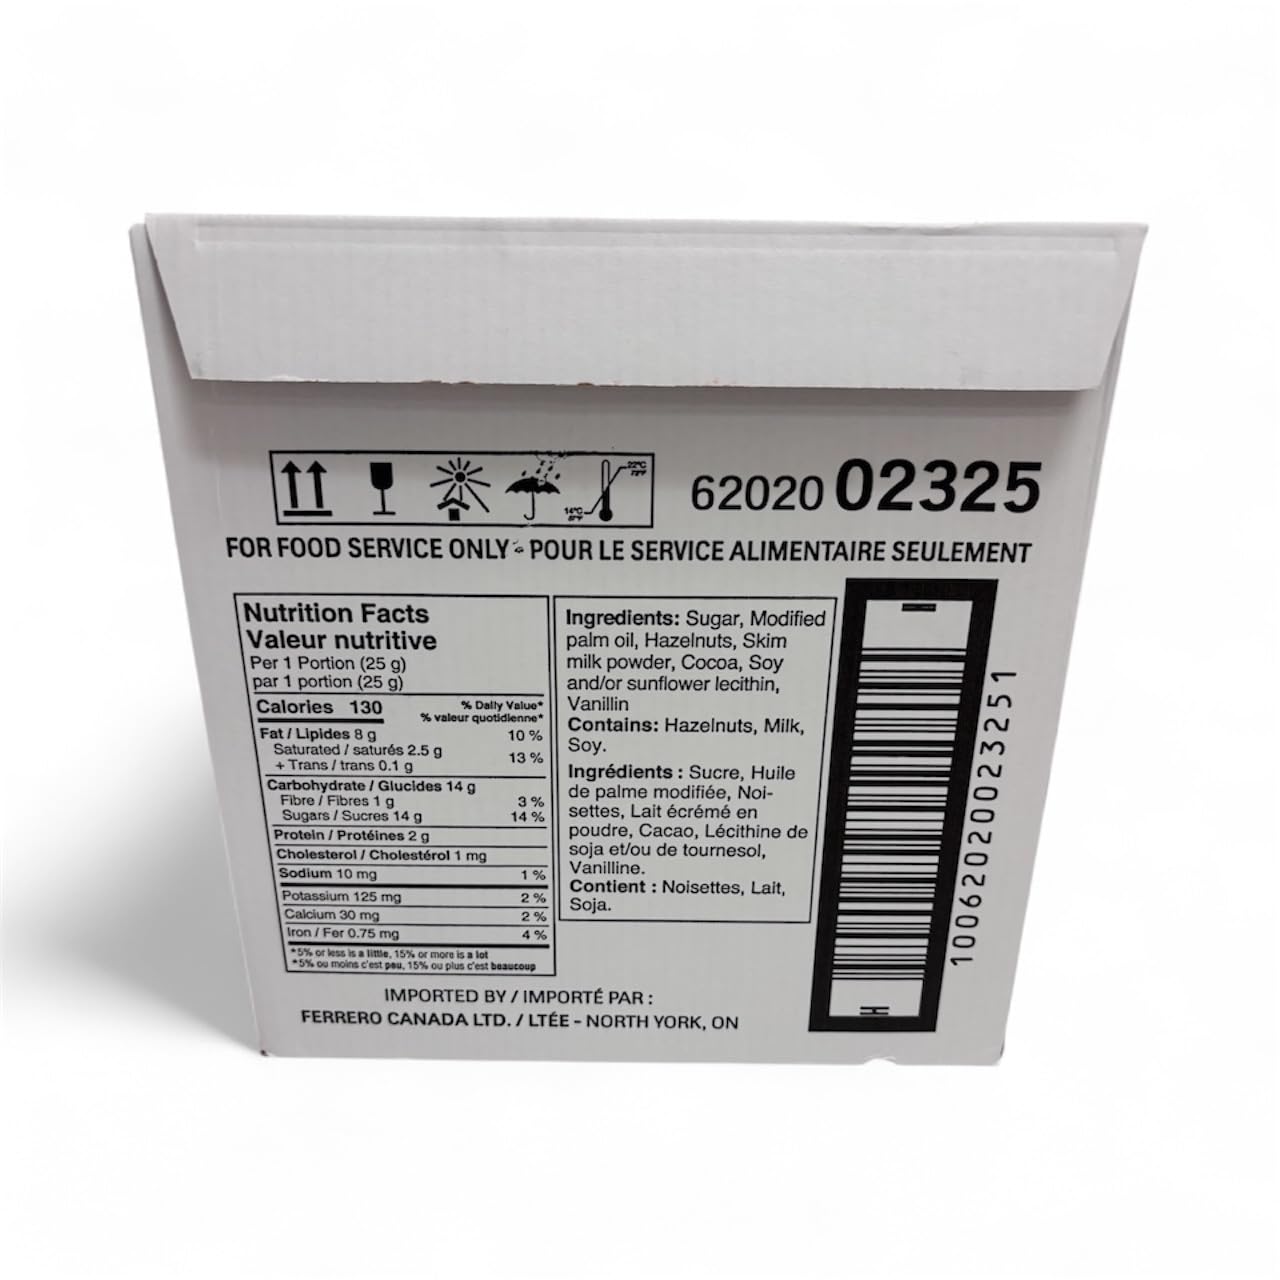 22°C
72°F
14°C
57°F
62020 02325
FOR FOOD SERVICE ONLY - POUR LE SERVICE ALIMENTAIRE SEULEMENT
Nutrition Facts
Valeur nutritive
Per 1 Portion (25 g)
par 1 portion (25 g)
Calories 130
% Daily Value*
% valeur quotidienne*
Fat / Lipides 8 g 10 %
Saturated / saturés 2.5 g
+ Trans / trans 0.1 g 13 %
Carbohydrate / Glucides 14 g
Fibre / Fibres 1 g 3 %
Sugars / Sucres 14 g 14 %
Protein / Protéines 2 g
Cholesterol / Cholestérol 1 mg
Sodium 10 mg 1 %
Potassium 125 mg 2 %
Calcium 30 mg 2 %
Iron / Fer 0.75 mg 4 %
*5% or less is a little, 15% or more is a lot
*5% ou moins c'est peu, 15% ou plus c'est beaucoup
Ingredients: Sugar, Modified
palm oil, Hazelnuts, Skim
milk powder, Cocoa, Soy
and/or sunflower lecithin,
Vanillin
Contains: Hazelnuts, Milk,
Soy.
Ingrédients : Sucre, Huile
de palme modifiée, Noi-
settes, Lait écrémé en
poudre, Cacao, Lécithine de
soja et/ou de tournesol,
Vanilline.
Contient : Noisettes, Lait,
Soja.
10062020023251
H
IMPORTED BY / IMPORTÉ PAR :
FERRERO CANADA LTD. / LTÉE - NORTH YORK, ON